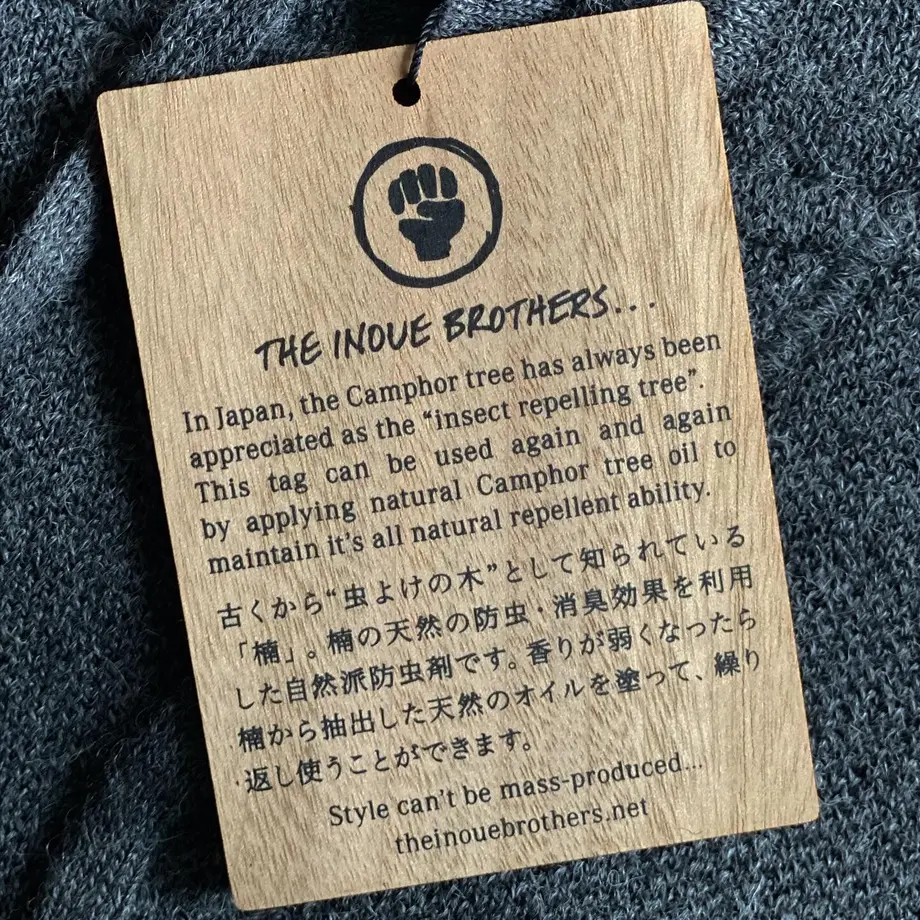 THE INOUE BROTHERS...
In Japan, the Camphor tree has always been
appreciated as the “insect repelling tree”.
This tag can be used again and again
by applying natural Camphor tree oil to
maintain it's all natural repellent ability.
古くから“虫よけの木”として知られている
「楠」。楠の天然の防虫・消臭効果を利用
した自然派防虫剤です。香りが弱くなったら
楠から抽出した天然のオイルを塗って、繰り
返し使うことができます。
Style can't be mass-produced...
theinouebrothers.net